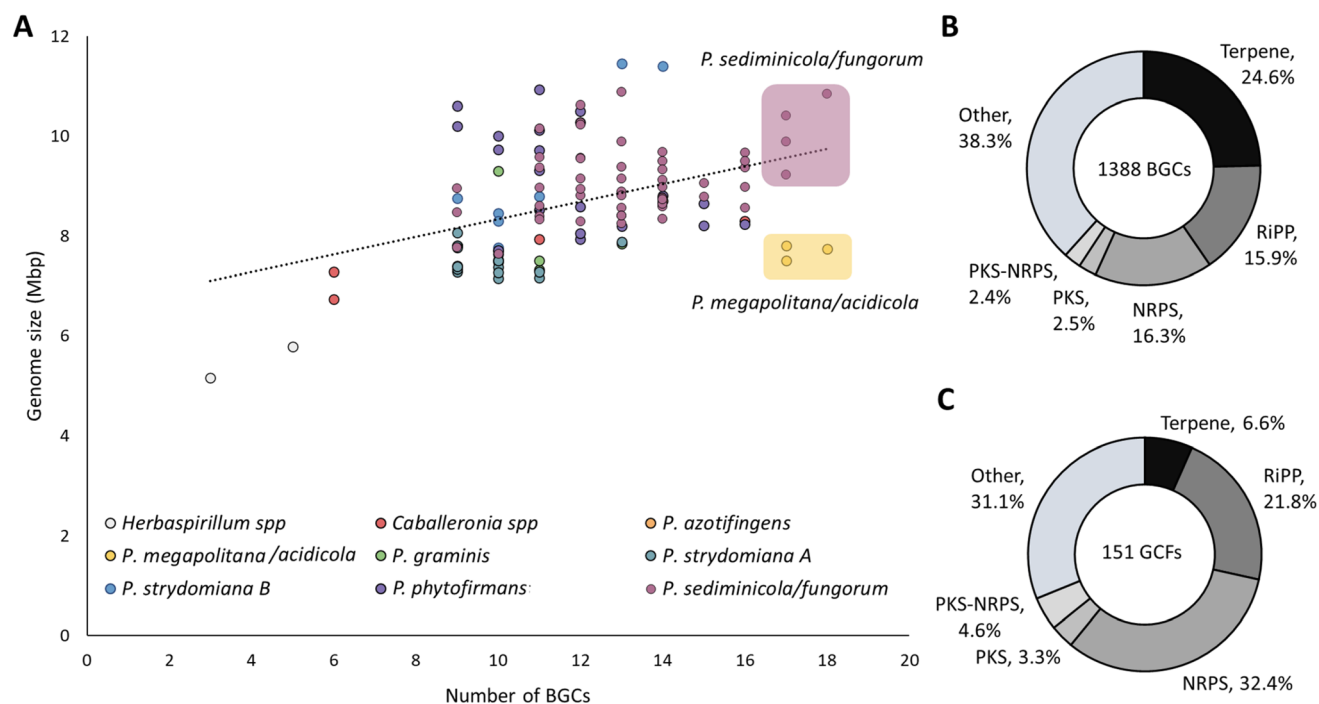 A
12
10
8
6
4
2
0
Genome size (Mbp)
0 2 4 6 8 10 12 14 16 18 20
Number of BGCs
P. sediminicola/fungorum
P. megapolitana/acidicola
Herbaspirillum spp
Caballeronia spp
P. azotifingens
P. megapolitana/acidicola
P. graminis
P. strydomiana A
P. strydomiana B
P. phytofirmans
P. sediminicola/fungorum
B
Terpene,
24.6%
RiPP,
15.9%
NRPS,
16.3%
PKS,
2.5%
PKS-NRPS,
2.4%
Other,
38.3%
1388 BGCs
C
Terpene, 6.6%
RiPP,
21.8%
NRPS, 32.4%
PKS, 3.3%
PKS-NRPS,
4.6%
Other,
31.1%
151 GCFs